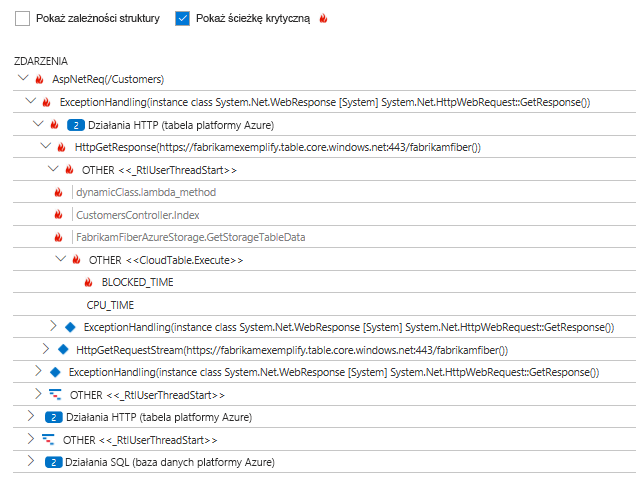 Pokaż zależności struktury Pokaż ścieżkę krytyczną
ZDARZENIA
AspNetReq(/Customers)
ExceptionHandling(instance class System.Net.WebResponse [System] System.Net.HttpWebRequest::GetResponse())
2 Działania HTTP (tabela platformy Azure)
HttpGetResponse(https://fabrikamexemplify.table.core.windows.net:443/fabrikamfiber())
OTHER <<_RtlUserThreadStart>>
dynamicClass.lambda_method
CustomersController.Index
FabrikamFiberAzureStorage.GetStorageTableData
OTHER <<CloudTable.Execute>>
BLOCKED_TIME
CPU_TIME
ExceptionHandling(instance class System.Net.WebResponse [System] System.Net.HttpWebRequest::GetResponse())
HttpGetRequestStream(https://fabrikamexemplify.table.core.windows.net:443/fabrikamfiber())
ExceptionHandling(instance class System.Net.WebResponse [System] System.Net.HttpWebRequest::GetResponse())
OTHER <<_RtlUserThreadStart>>
2 Działania HTTP (tabela platformy Azure)
OTHER <<_RtlUserThreadStart>>
2 Działania SQL (baza danych platformy Azure)